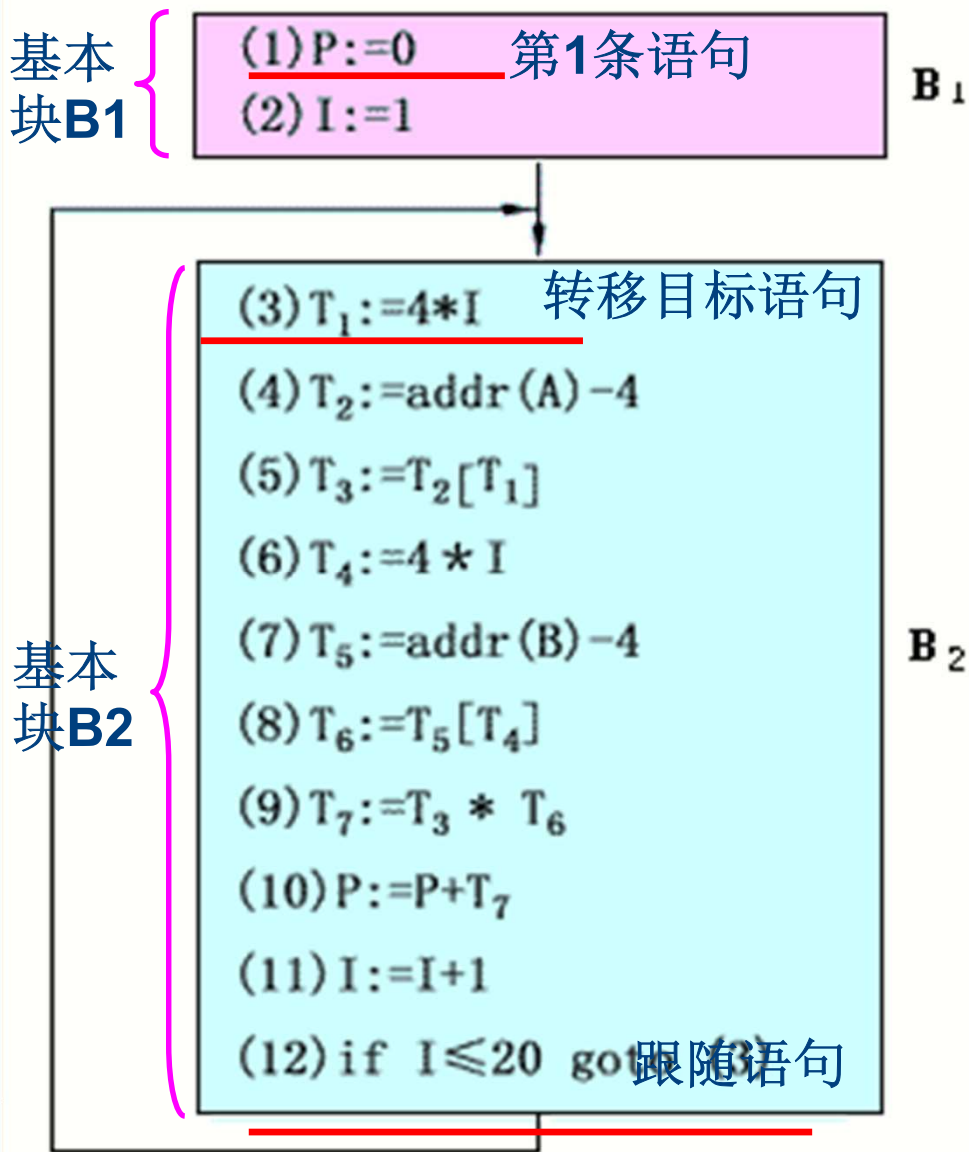 基本
块B1
(1)P:=0 第1条语句
(2)I:=1
B₁
(3)T₁:=4*I 转移目标语句
(4)T₂:=addr(A)-4
(5)T₃:=T₂[T₁]
(6)T₄:=4*I
(7)T₅:=addr(B)-4
基本
块B2
B₂
(8)T₆:=T₅[T₄]
(9)T₇:=T₃ * T₆
(10)P:=P+T₇
(11)I:=I+1
(12)if I≤20 goto (3)
跟随语句